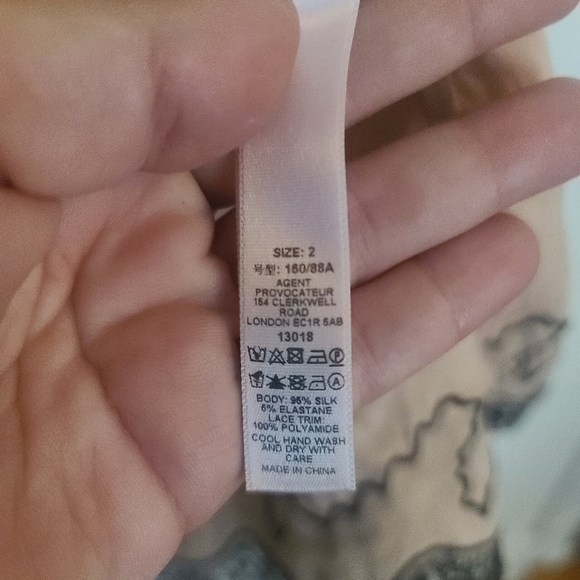 SIZE: 2
号型: 160/88A
AGENT
PROVOCATEUR
154 CLERKWELL
ROAD
LONDON EC1R 5AB
13018
BODY: 95% SILK
5% ELASTANE
LACE TRIM:
100% POLYAMIDE
COOL HAND WASH
AND DRY WITH
CARE
MADE IN CHINA